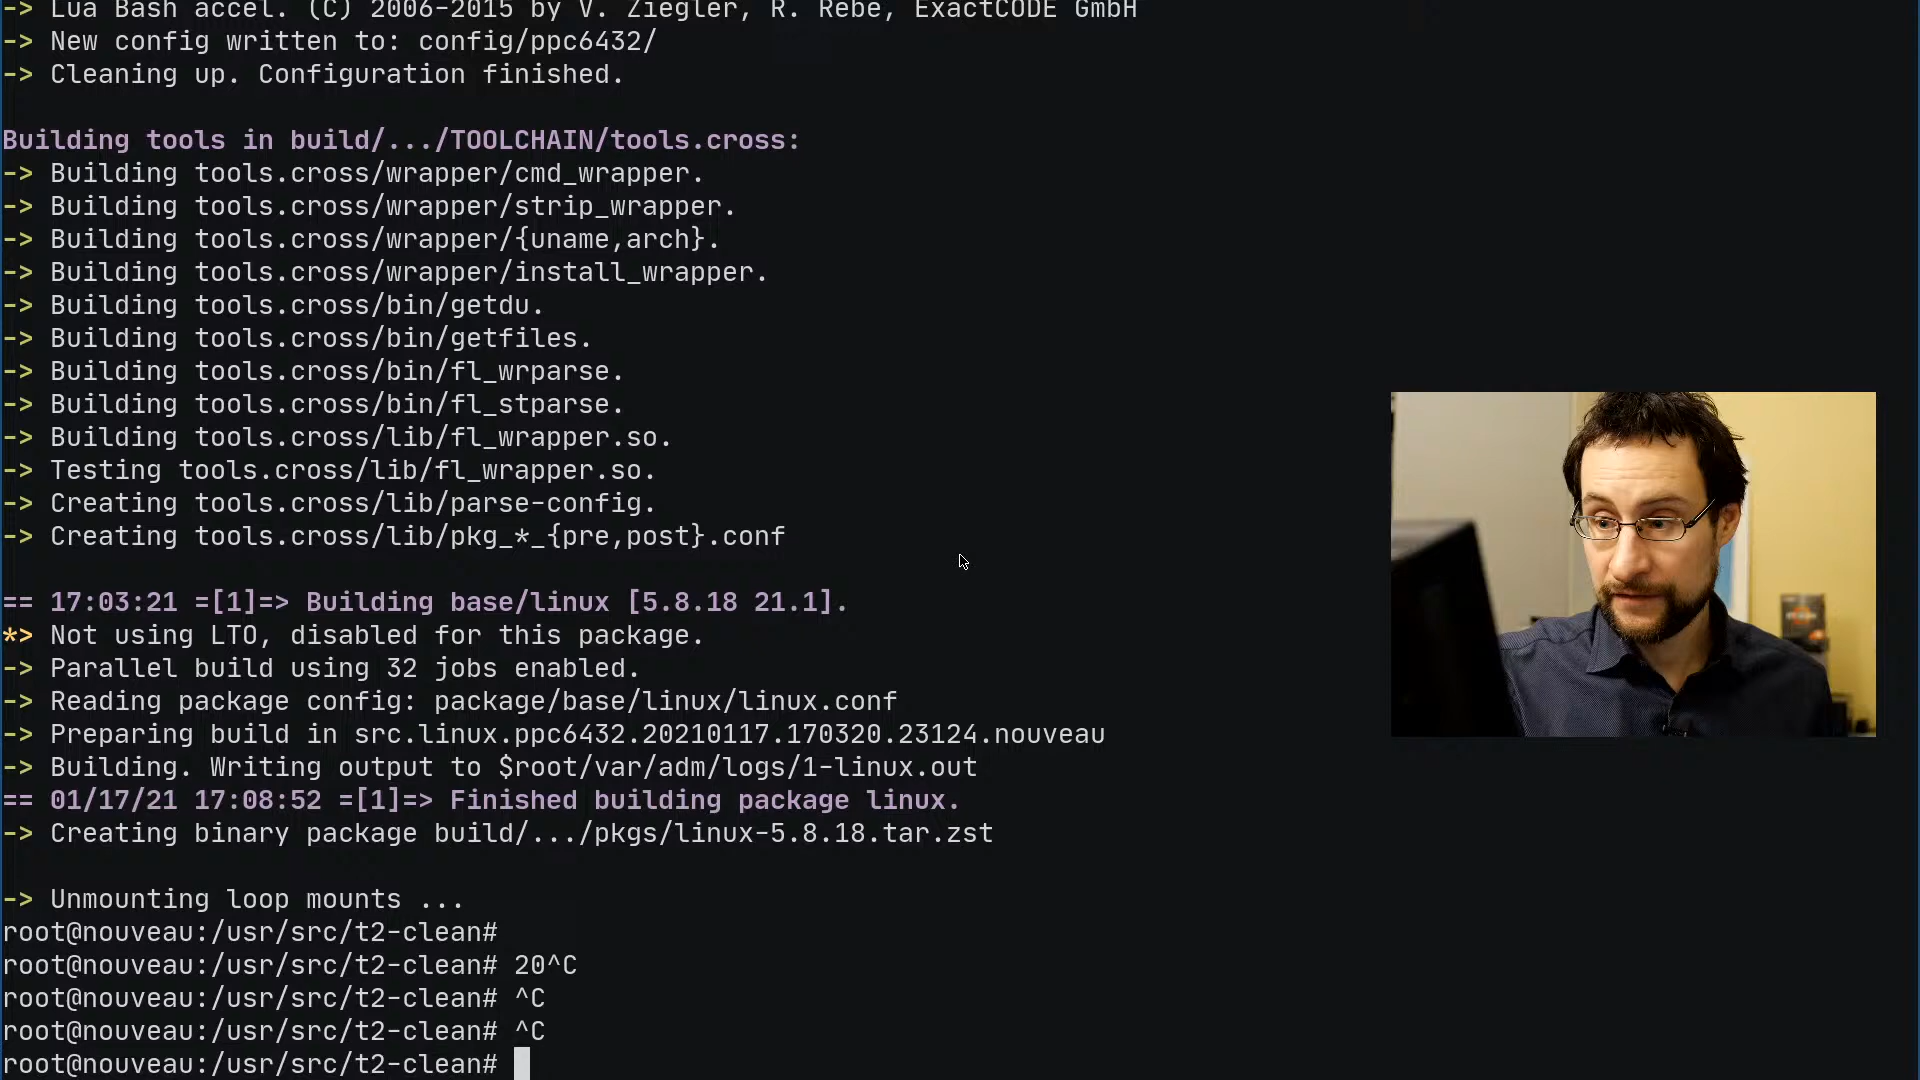 -> Lua Bash accel. (C) 2006-2015 by V. Ziegler, R. Rebe, ExactCODE GmbH
-> New config written to: config/ppc6432/
-> Cleaning up. Configuration finished.
Building tools in build/.../TOOLCHAIN/tools.cross:
-> Building tools.cross/wrapper/cmd_wrapper.
-> Building tools.cross/wrapper/strip_wrapper.
-> Building tools.cross/wrapper/{uname,arch}.
-> Building tools.cross/wrapper/install_wrapper.
-> Building tools.cross/bin/getdu.
-> Building tools.cross/bin/getfiles.
-> Building tools.cross/bin/fl_wrparse.
-> Building tools.cross/bin/fl_stparse.
-> Building tools.cross/lib/fl_wrapper.so.
-> Testing tools.cross/lib/fl_wrapper.so.
-> Creating tools.cross/lib/parse-config.
-> Creating tools.cross/lib/pkg_*_{pre,post}.conf
== 17:03:21 =[1]=> Building base/linux [5.8.18 21.1].
*> Not using LTO, disabled for this package.
-> Parallel build using 32 jobs enabled.
-> Reading package config: package/base/linux/linux.conf
-> Preparing build in src.linux.ppc6432.20210117.170320.23124.nouveau
-> Building. Writing output to $root/var/adm/logs/1-linux.out
== 01/17/21 17:08:52 =[1]=> Finished building package linux.
-> Creating binary package build/.../pkgs/linux-5.8.18.tar.zst
-> Unmounting loop mounts ...
root@nouveau:/usr/src/t2-clean#
root@nouveau:/usr/src/t2-clean# 20^C
root@nouveau:/usr/src/t2-clean# ^C
root@nouveau:/usr/src/t2-clean# ^C
root@nouveau:/usr/src/t2-clean#